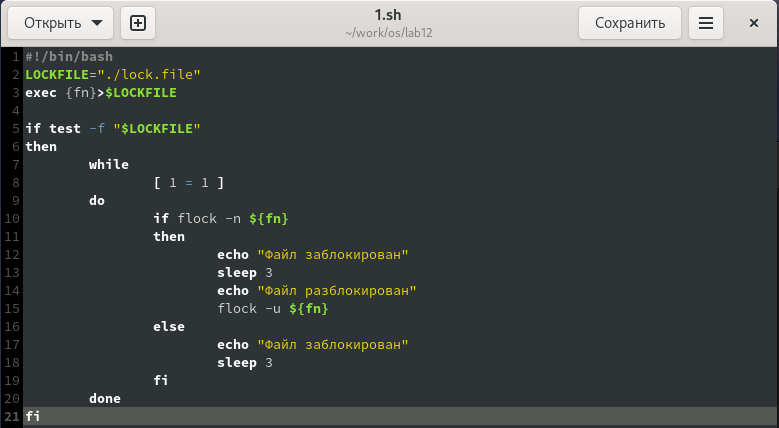 Открыть
1.sh
~/work/os/lab12
Сохранить
1 #!/bin/bash
2 LOCKFILE="./lock.file"
3 exec {fn}>$LOCKFILE
4
5 if test -f "$LOCKFILE"
6 then
7         while
8                 [ 1 = 1 ]
9         do
10                 if flock -n ${fn}
11                 then
12                         echo "Файл заблокирован"
13                         sleep 3
14                         echo "Файл разблокирован"
15                         flock -u ${fn}
16                 else
17                         echo "Файл заблокирован"
18                         sleep 3
19                 fi
20         done
21 fi